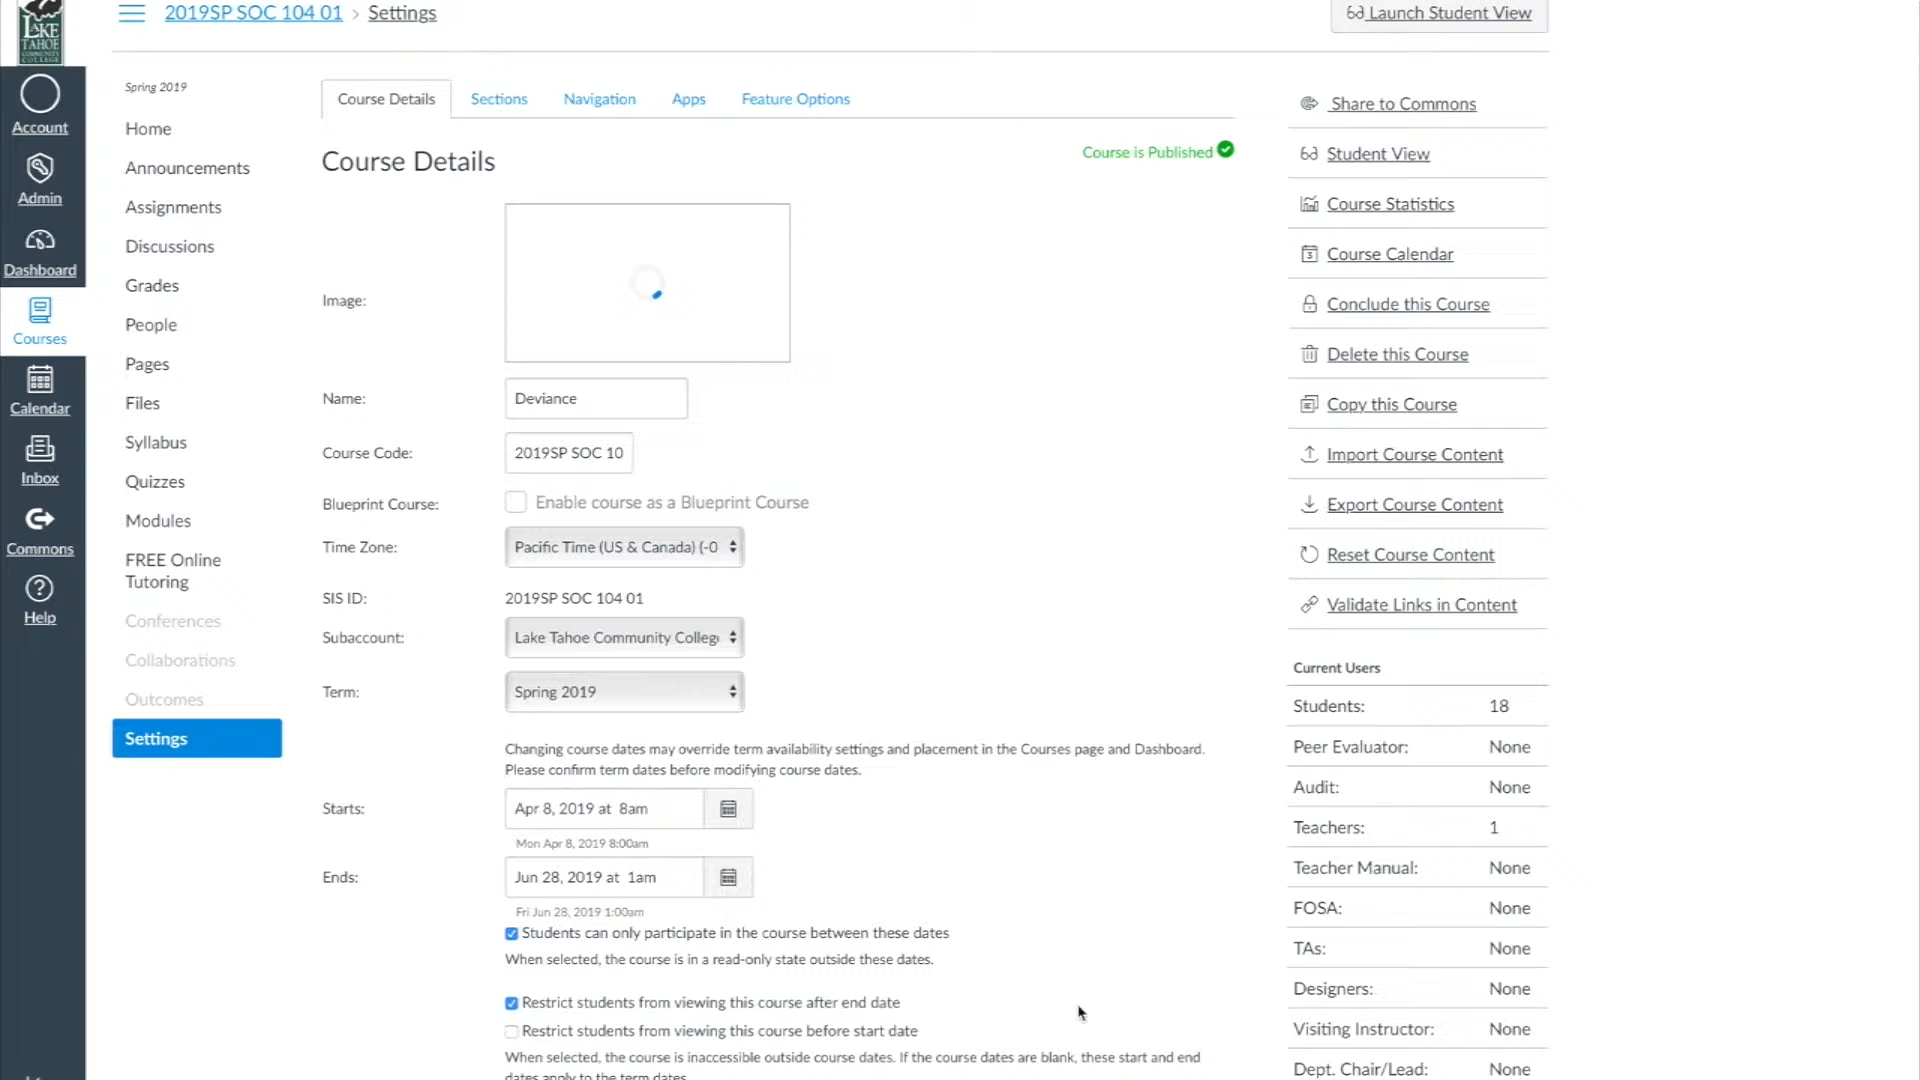 LAKE
TAHOE
COMMUNITY
COLLEGE
2019SP SOC 104 01 › Settings
Launch Student View
Account
Admin
Dashboard
Courses
Calendar
Inbox
Commons
Help
Spring 2019
Home
Announcements
Assignments
Discussions
Grades
People
Pages
Files
Syllabus
Quizzes
Modules
FREE Online
Tutoring
Conferences
Collaborations
Outcomes
Settings
Course Details Sections Navigation Apps Feature Options
Course Details
Course is Published
Image:
Name: Deviance
Course Code: 2019SP SOC 10
Blueprint Course: Enable course as a Blueprint Course
Time Zone: Pacific Time (US & Canada) (-0
SIS ID: 2019SP SOC 104 01
Subaccount: Lake Tahoe Community Colleg
Term: Spring 2019
Changing course dates may override term availability settings and placement in the Courses page and Dashboard.
Please confirm term dates before modifying course dates.
Starts: Apr 8, 2019 at 8am
Mon Apr 8, 2019 8:00am
Ends: Jun 28, 2019 at 1am
Fri Jun 28, 2019 1:00am
Students can only participate in the course between these dates
When selected, the course is in a read-only state outside these dates.
Restrict students from viewing this course after end date
Restrict students from viewing this course before start date
When selected, the course is inaccessible outside course dates. If the course dates are blank, these start and end
dates apply to the term dates.
Share to Commons
Student View
Course Statistics
Course Calendar
Conclude this Course
Delete this Course
Copy this Course
Import Course Content
Export Course Content
Reset Course Content
Validate Links in Content
Current Users
Students: 18
Peer Evaluator: None
Audit: None
Teachers: 1
Teacher Manual: None
FOSA: None
TAs: None
Designers: None
Visiting Instructor: None
Dept. Chair/Lead: None